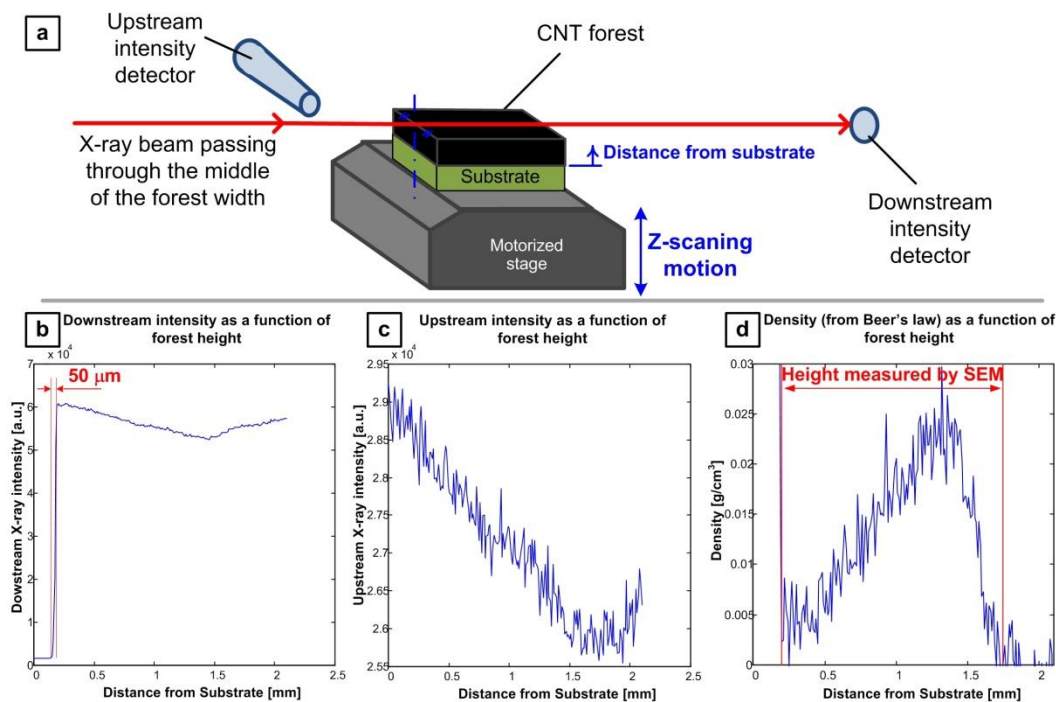 a
Upstream
intensity
detector
CNT forest
X-ray beam passing
through the middle
of the forest width
Distance from substrate
Substrate
Motorized
stage
Z-scaning
motion
Downstream
intensity
detector
b
Downstream intensity as a function of
forest height
x 10⁴
50 μm
7
6
5
4
3
2
1
0
0
0.5
1
1.5
2
2.5
Dowstream X-ray intensity [a.u.]
Distance from Substrate [mm]
c
Upstream intensity as a function of
forest height
x 10⁴
2.95
2.9
2.85
2.8
2.75
2.7
2.65
2.6
2.55
0
0.5
1
1.5
2
2.5
Upstream X-ray intensity [a.u.]
Distance from Substrate [mm]
d
Density (from Beer's law) as a function of
forest height
Height measured by SEM
0.03
0.025
0.02
0.015
0.01
0.005
0
0
0.5
1
1.5
2
Density [g/cm³]
Distance from Substrate [mm]